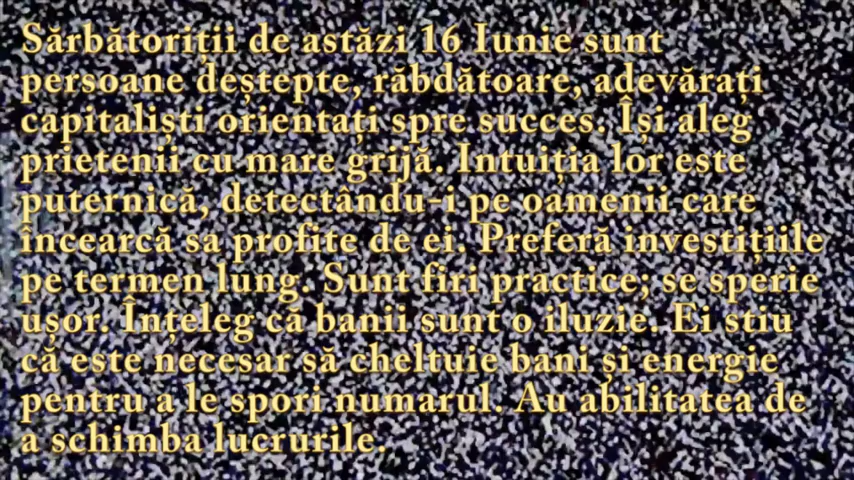 Sărbătoriții de astăzi 16 Iunie sunt
persoane deștepte, răbdătoare, adevărați
capitaliști orientați spre succes. Își aleg
prietenii cu mare grijă. Intuiția lor este
puternică, detectându-i pe oamenii care
încearcă sa profite de ei. Preferă investițiile
pe termen lung. Sunt firi practice; se sperie
ușor. Înțeleg că banii sunt o iluzie. Ei stiu
că este necesar să cheltuie bani și energie
pentru a le spori numarul. Au abilitatea de
a schimba lucrurile.